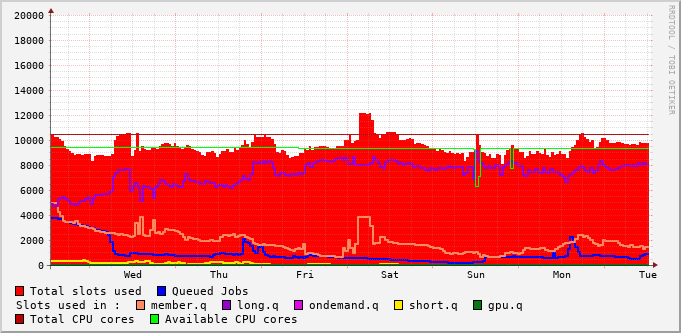 20000
18000
16000
14000
12000
10000
8000
6000
4000
2000
0
Wed Thu Fri Sat Sun Mon Tue
Total slots used Queued Jobs
Slots used in : member.q long.q ondemand.q short.q gpu.q
Total CPU cores Available CPU cores
RRDTOOL / TOBI OETIKER